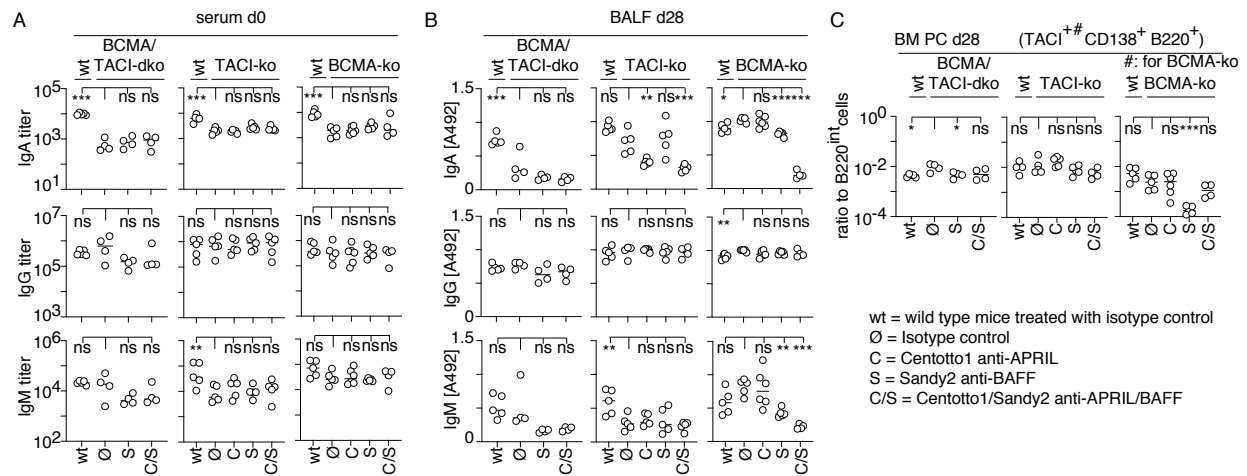 A
serum d0
wt
BCMA/
TACI-dko
wt
TACI-ko
wt
BCMA-ko
IgA titer
10^5
10^3
10^1
*** ns ns
*** ns ns ns
*** ns ns ns
IgG titer
10^7
10^5
10^3
ns ns ns
ns ns ns ns
ns ns ns ns
IgM titer
10^6
10^4
10^2
ns ns ns
** ns ns ns
ns ns ns ns
wt Ø S C/S
wt Ø C S C/S
wt Ø C S C/S
B
BALF d28
wt
BCMA/
TACI-dko
wt
TACI-ko
wt
BCMA-ko
IgA [A492]
1.5
0
*** ns ns
ns ** ns ***
* ns *** ***
IgG [A492]
1.5
0
ns ns ns
ns ns ns ns
** ns ns ns
IgM [A492]
1.5
0
ns ns ns
** ns ns ns
ns ns ** ***
wt Ø S C/S
wt Ø C S C/S
wt Ø C S C/S
C
BM PC d28 (TACI^+# CD138^+ B220^+)
#: for BCMA-ko
wt
BCMA/
TACI-dko
wt
TACI-ko
wt
BCMA-ko
ratio to B220^int cells
10^0
10^-2
10^-4
* * ns
ns ns ns ns
ns ns *** ns
wt Ø S C/S
wt Ø C S C/S
wt Ø C S C/S
wt = wild type mice treated with isotype control
Ø = Isotype control
C = Centotto1 anti-APRIL
S = Sandy2 anti-BAFF
C/S = Centotto1/Sandy2 anti-APRIL/BAFF